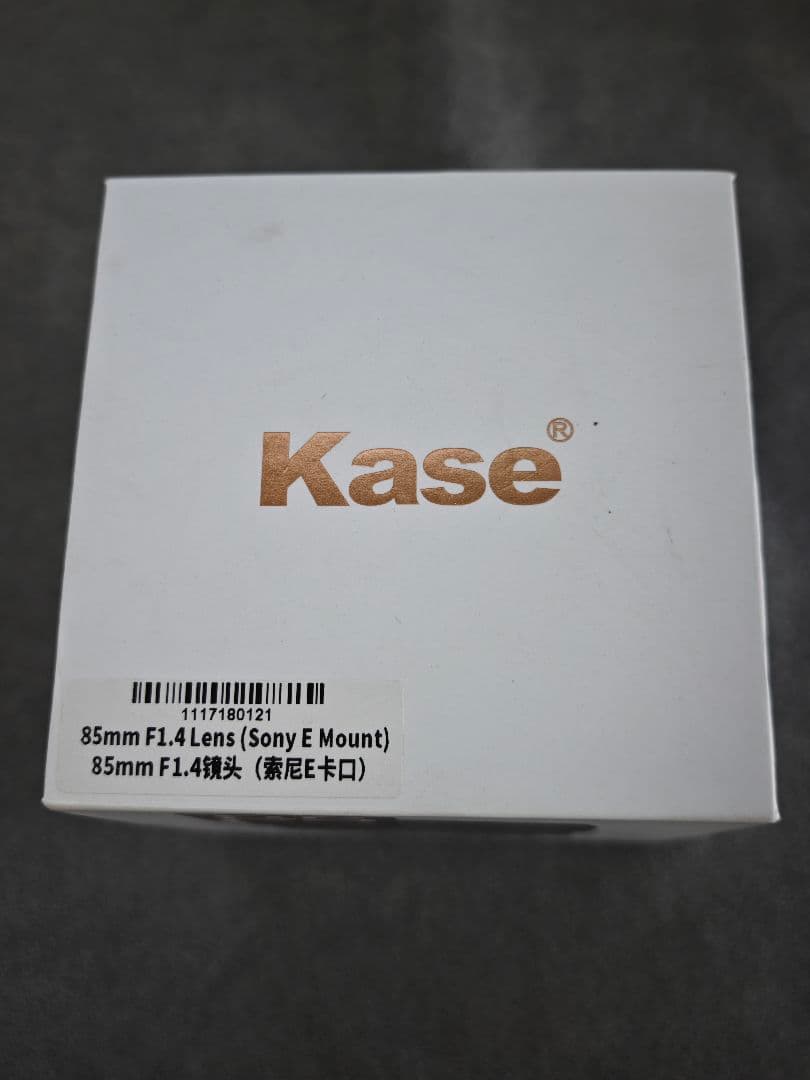 Kase®
1117180121
85mm F1.4 Lens (Sony E Mount)
85mm F1.4镜头（索尼E卡口）